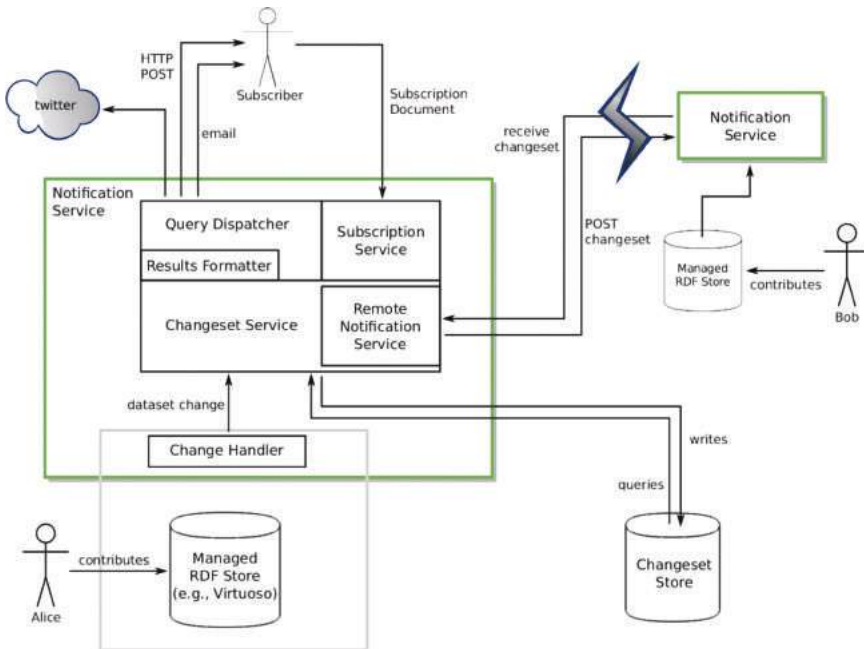 HTTP
POST
Subscriber
twitter
email
Subscription
Document
receive
changeset
Notification
Service
Notification
Service
Query Dispatcher
Subscription
Service
Results Formatter
POST
changeset
Managed
RDF Store
contributes
Bob
Changeset Service
Remote
Notification
Service
dataset change
Change Handler
writes
queries
Alice
contributes
Managed
RDF Store
(e.g., Virtuoso)
Changeset
Store